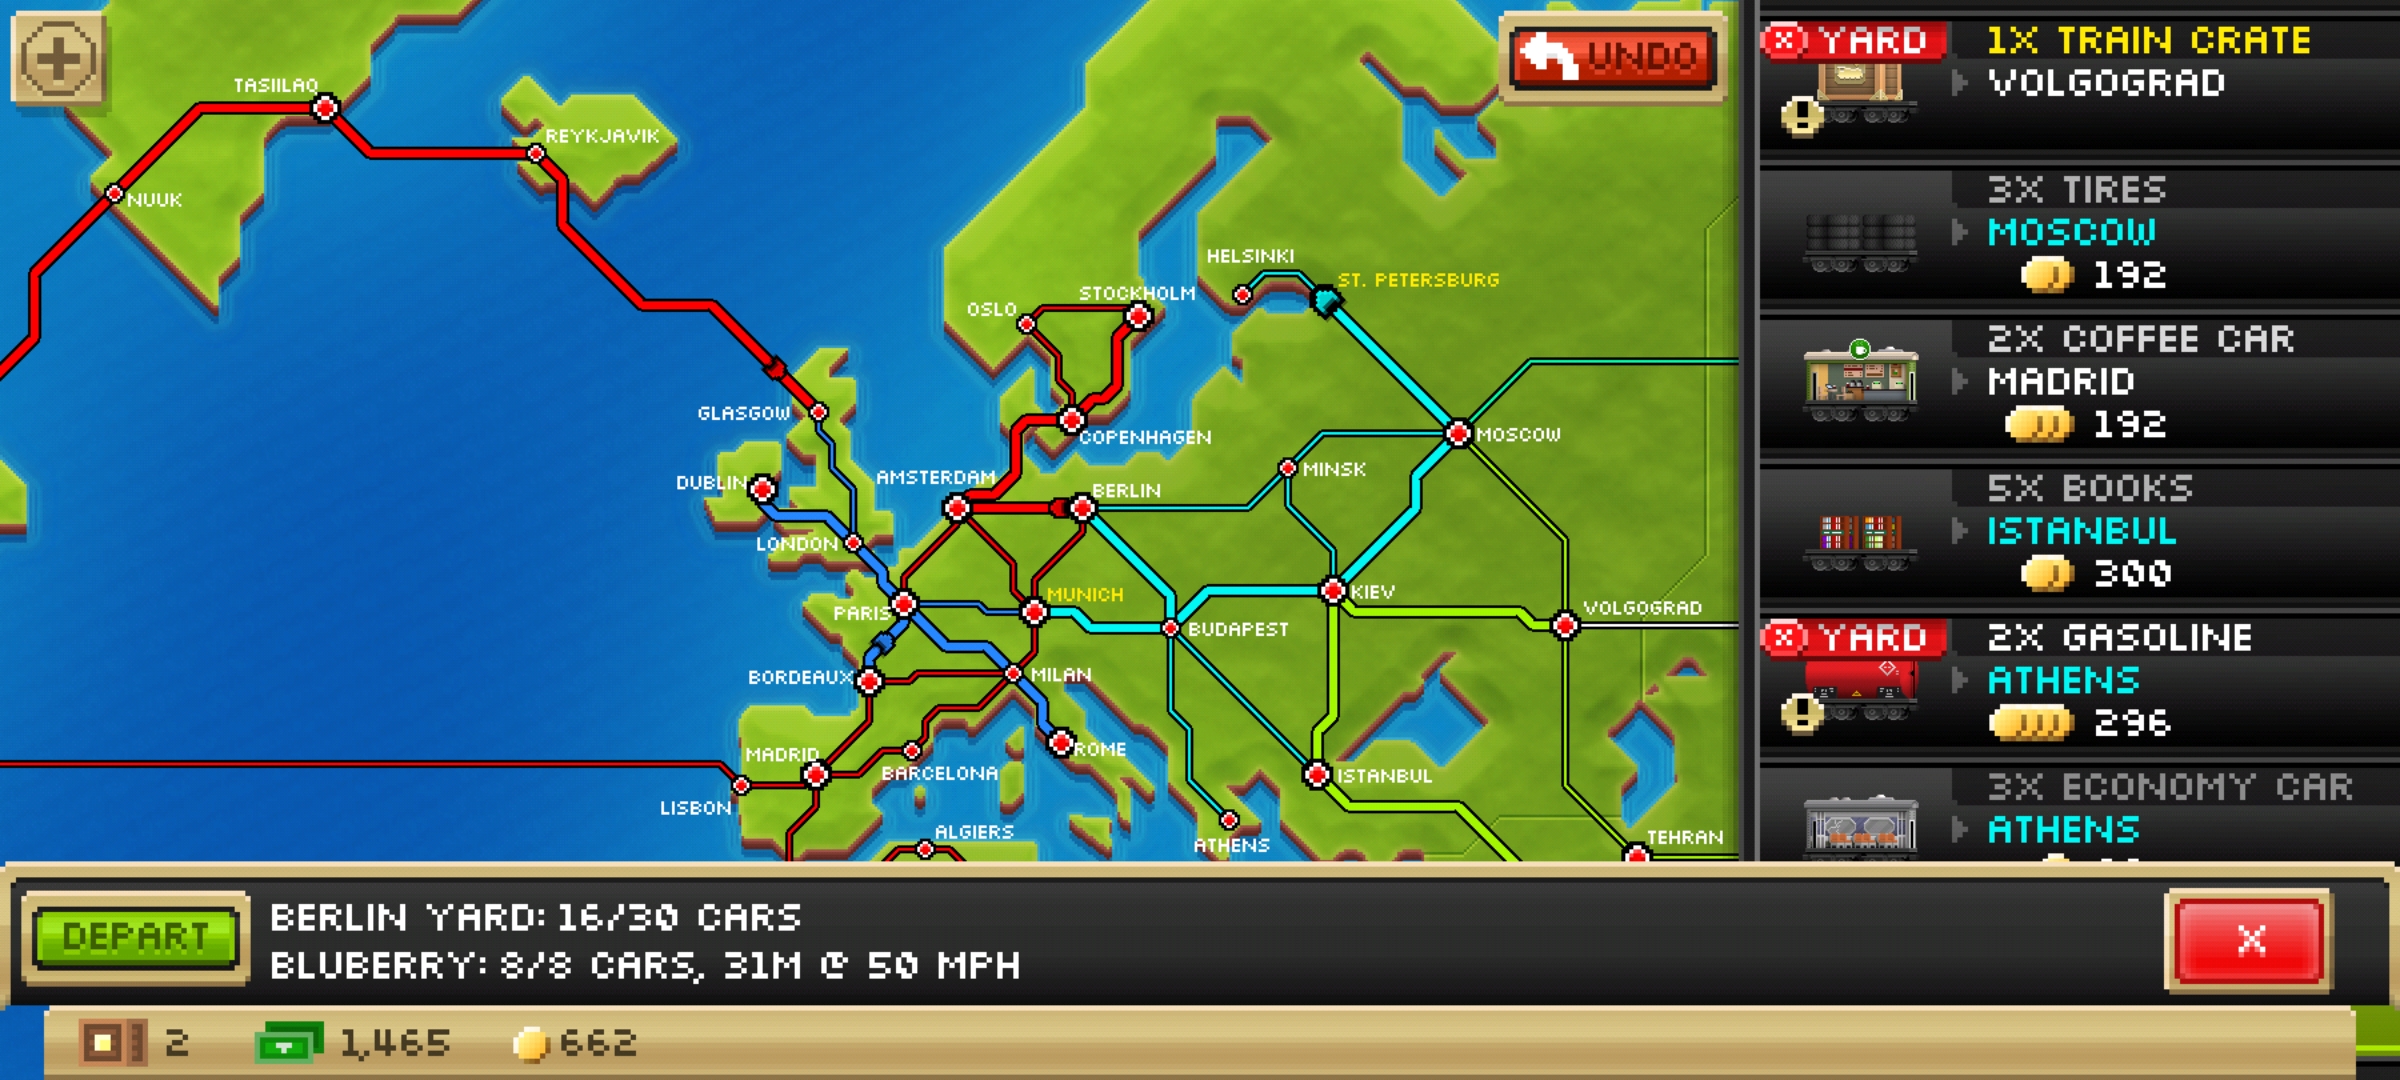 TASIILAQ
REYKJAVIK
NUUK
UNDO
HELSINKI
ST. PETERSBURG
STOCKHOLM
OSLO
GLASGOW
COPENHAGEN
MOSCOW
MINSK
AMSTERDAM
BERLIN
DUBLIN
LONDON
MUNICH
KIEV
PARIS
BUDAPEST
VOLGOGRAD
BORDEAUX
MILAN
MADRID
ROME
BARCELONA
ISTANBUL
LISBON
ALGIERS
ATHENS
TEHRAN
YARD
1X TRAIN CRATE
VOLGOGRAD
3X TIRES
MOSCOW
192
2X COFFEE CAR
MADRID
192
5X BOOKS
ISTANBUL
300
YARD
2X GASOLINE
ATHENS
296
3X ECONOMY CAR
ATHENS
DEPART
BERLIN YARD: 16/30 CARS
BLUBERRY: 8/8 CARS, 31M @ 50 MPH
X
2
1,465
662